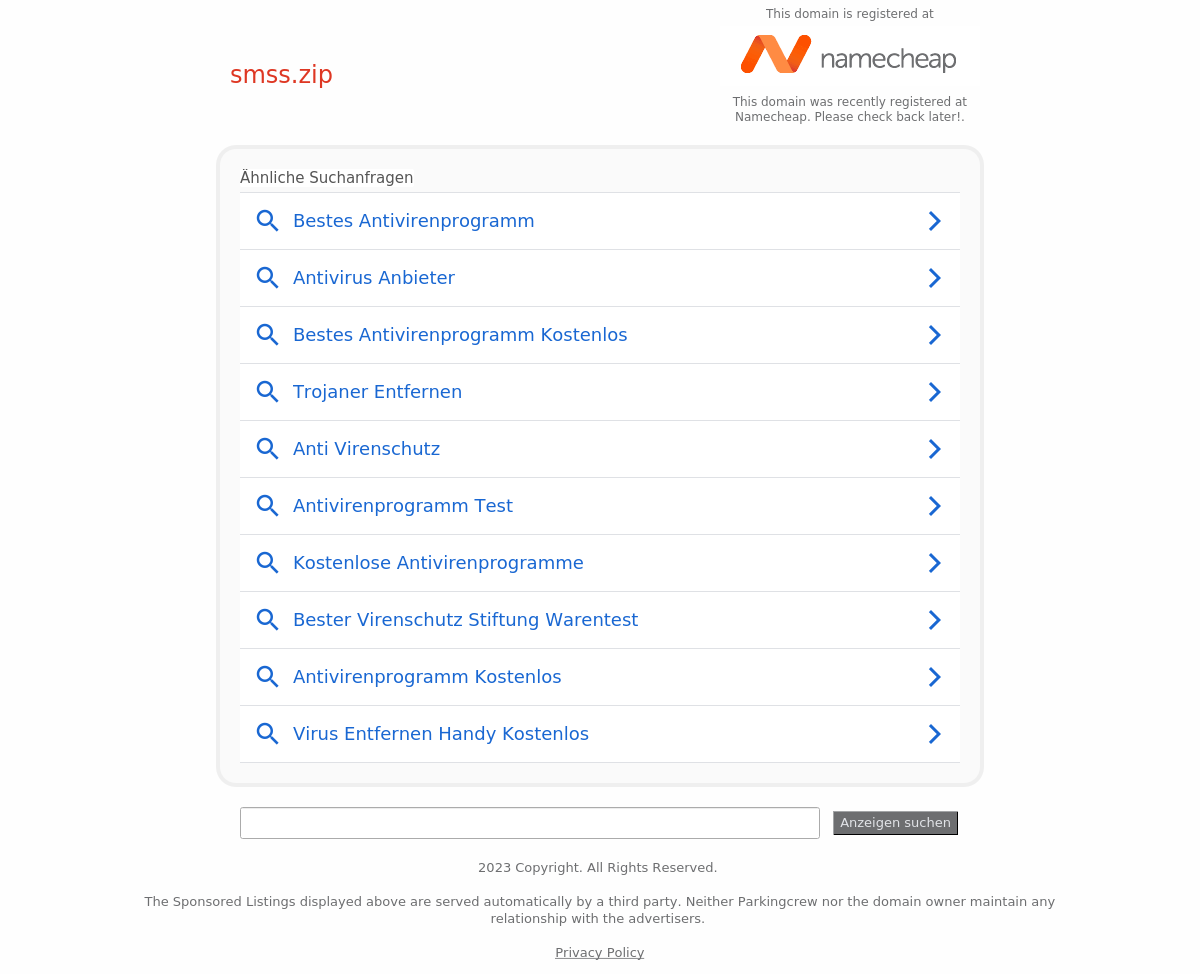 This domain is registered at
namecheap
smss.zip
This domain was recently registered at
Namecheap. Please check back later!.
Ähnliche Suchanfragen
Bestes Antivirenprogramm
Antivirus Anbieter
Bestes Antivirenprogramm Kostenlos
Trojaner Entfernen
Anti Virenschutz
Antivirenprogramm Test
Kostenlose Antivirenprogramme
Bester Virenschutz Stiftung Warentest
Antivirenprogramm Kostenlos
Virus Entfernen Handy Kostenlos
Anzeigen suchen
2023 Copyright. All Rights Reserved.
The Sponsored Listings displayed above are served automatically by a third party. Neither Parkingcrew nor the domain owner maintain any
relationship with the advertisers.
Privacy Policy